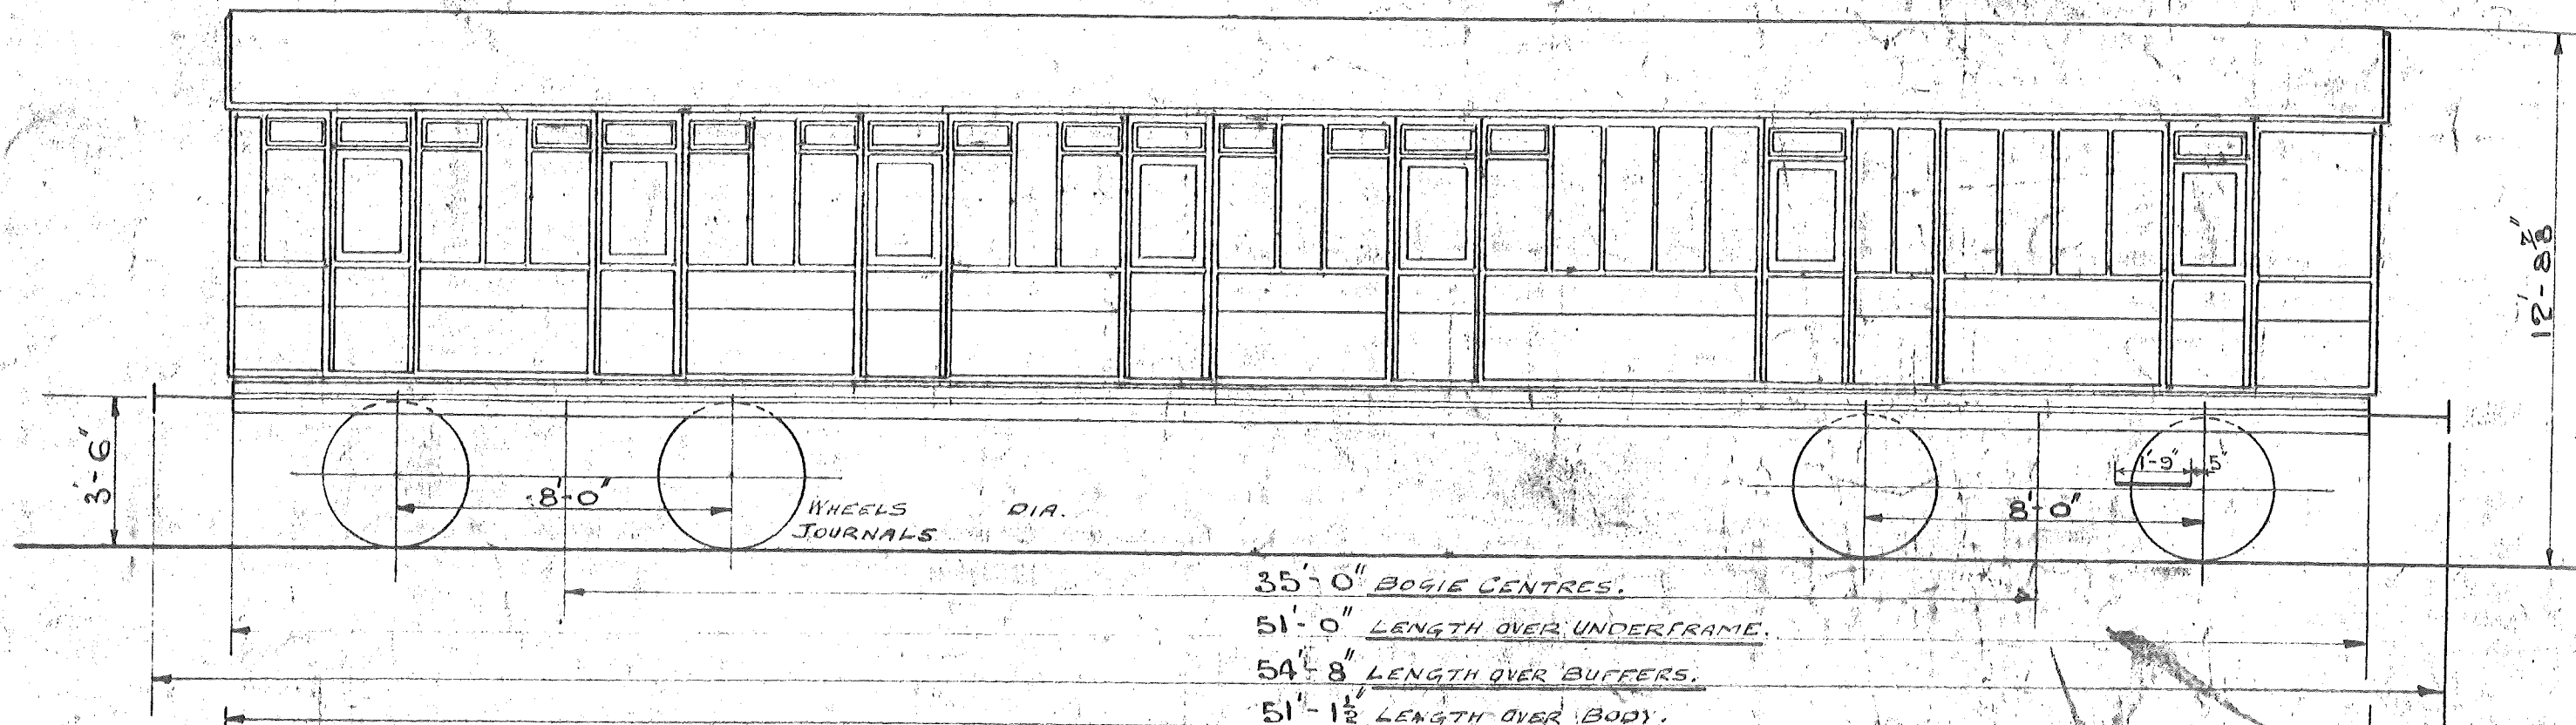 12'-8⅞"
3'-6"
1'-9" 5"
8'-0"
8'-0"
WHEELS DIA.
JOURNALS
35'-0" BOGIE CENTRES.
51'-0" LENGTH OVER UNDERFRAME.
54'-8" LENGTH OVER BUFFERS.
51'-1½" LENGTH OVER BODY.